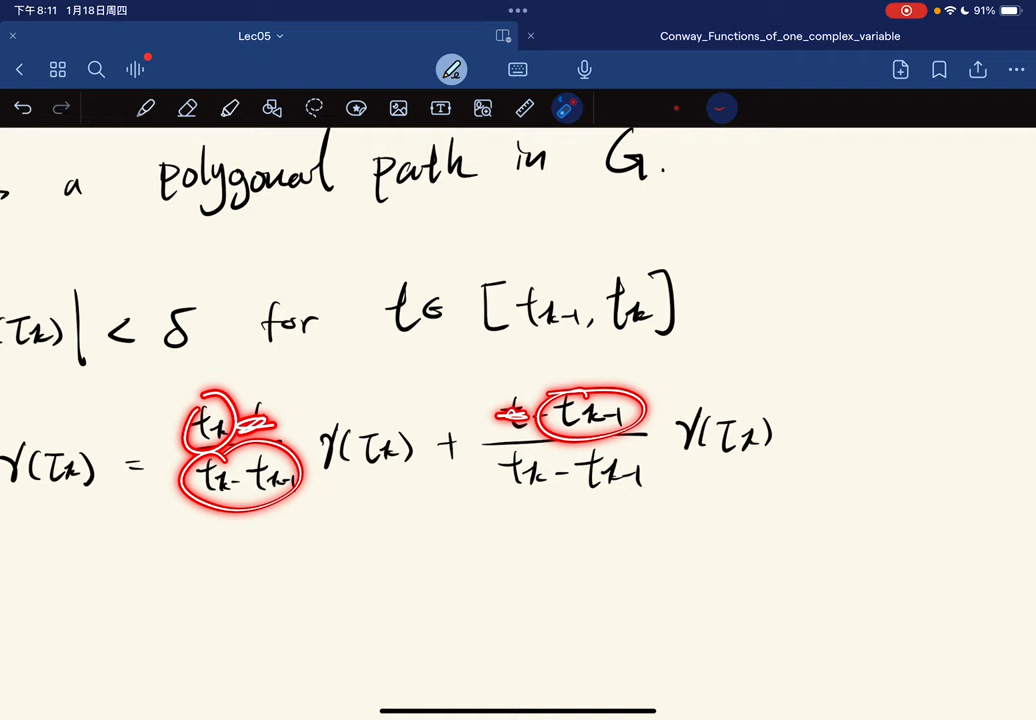 下午8:11 1月18日周四
91%
Lec05
Conway_Functions_of_one_complex_variable
a polygonal path in G.
(τk)| < δ for t∈ [tk-1, tk]
γ(τk) = tk - t / tk - tk-1 γ(τk) + t - tk-1 / tk - tk-1 γ(τk)